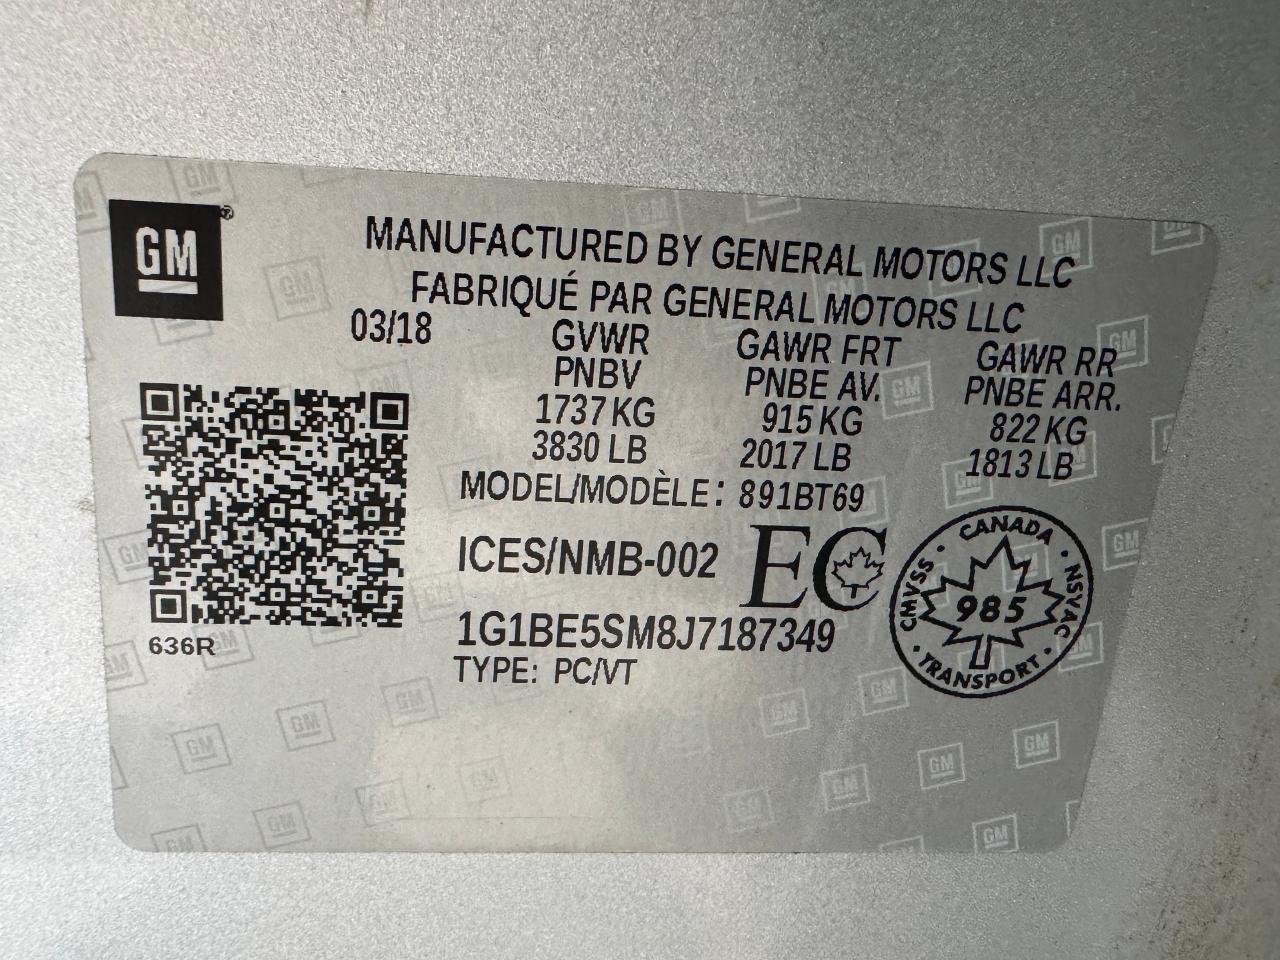 GM®
MANUFACTURED BY GENERAL MOTORS LLC
FABRIQUÉ PAR GENERAL MOTORS LLC
03/18 GVWR GAWR FRT GAWR RR
PNBV PNBE AV. PNBE ARR.
1737 KG 915 KG 822 KG
3830 LB 2017 LB 1813 LB
MODEL/MODÈLE: 891BT69
ICES/NMB-002 EC
1G1BE5SM8J7187349
TYPE: PC/VT
636R
CANADA
CMVSS · NSVAC
985
TRANSPORT